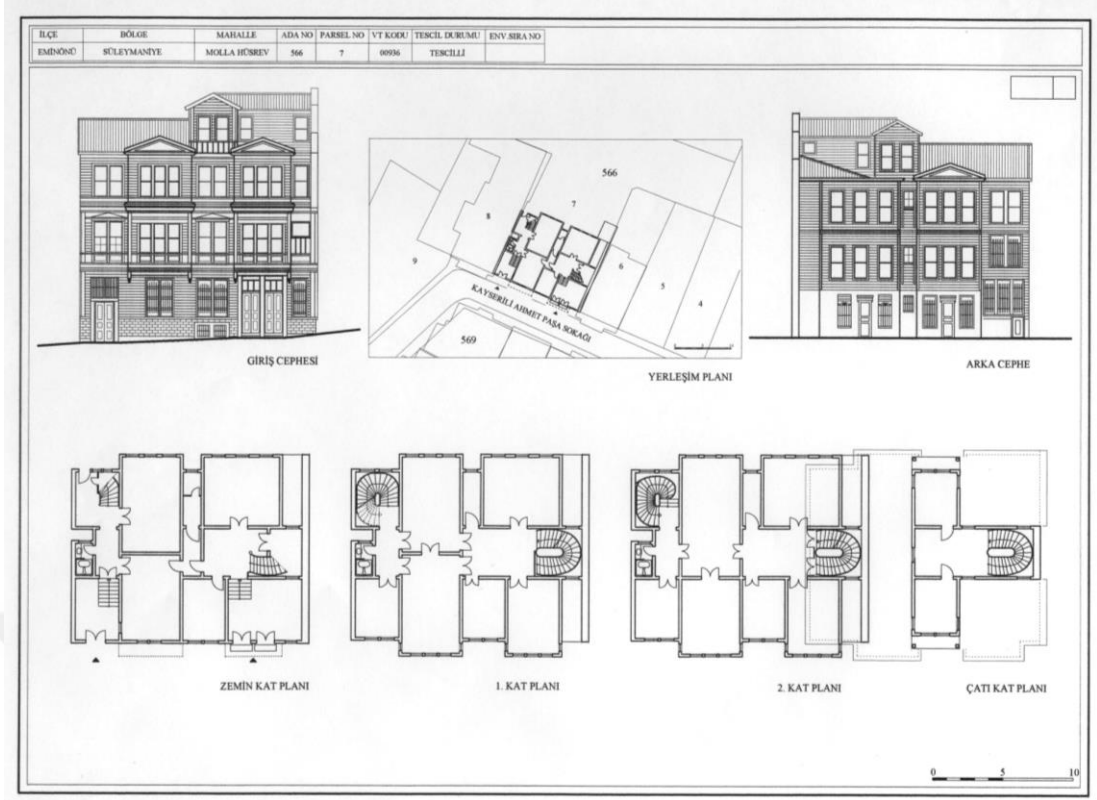 İLÇE BÖLGE MAHALLE ADA NO PARSEL NO VT KODU TESCİL DURUMU ENV.SIRA NO
EMİNÖNÜ SÜLEYMANİYE MOLLA HÜSREV 566 7 00936 TESCİLLİ
GİRİŞ CEPHESİ
566
7
8
9
6
5
4
KAYSERİLİ AHMET PAŞA SOKAĞI
569
YERLEŞİM PLANI
ARKA CEPHE
ZEMİN KAT PLANI
1. KAT PLANI
2. KAT PLANI
ÇATI KAT PLANI
0 5 10